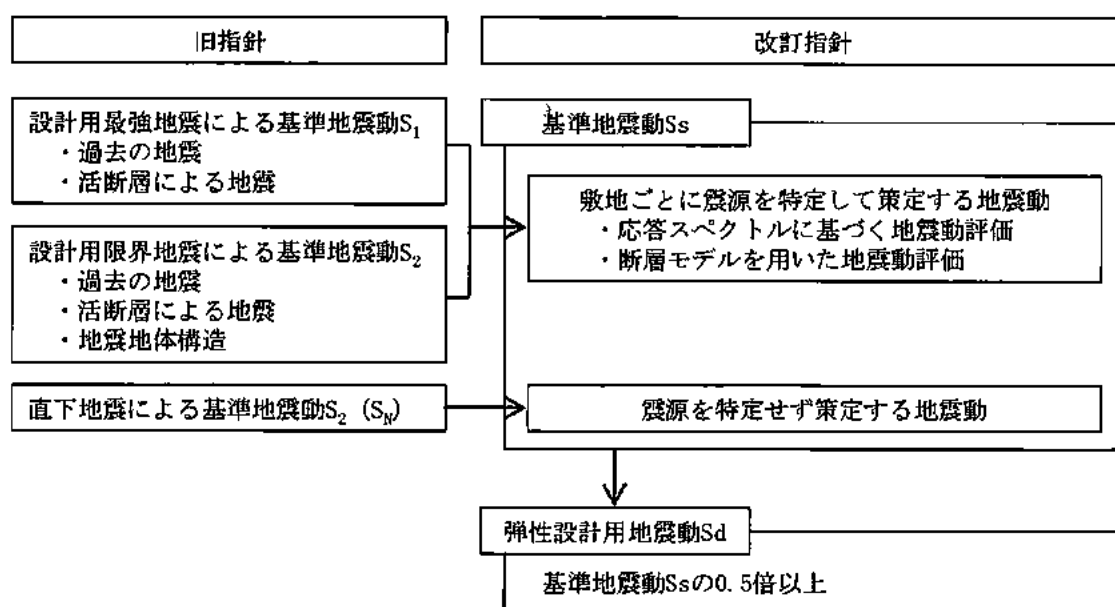 旧指針
改訂指針
設計用最強地震による基準地震動S₁
・過去の地震
・活断層による地震
設計用限界地震による基準地震動S₂
・過去の地震
・活断層による地震
・地震地体構造
直下地震による基準地震動S₂ (S_N)
基準地震動Ss
敷地ごとに震源を特定して策定する地震動
・応答スペクトルに基づく地震動評価
・断層モデルを用いた地震動評価
震源を特定せず策定する地震動
弾性設計用地震動Sd
基準地震動Ssの0.5倍以上